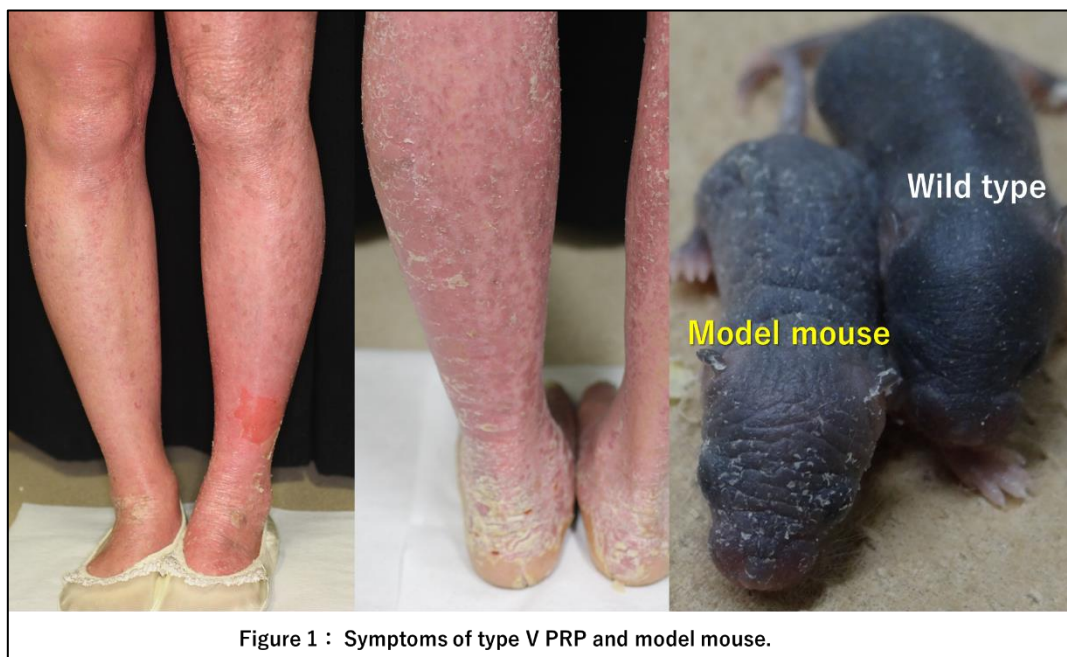 Wild type
Model mouse
Figure 1： Symptoms of type V PRP and model mouse.